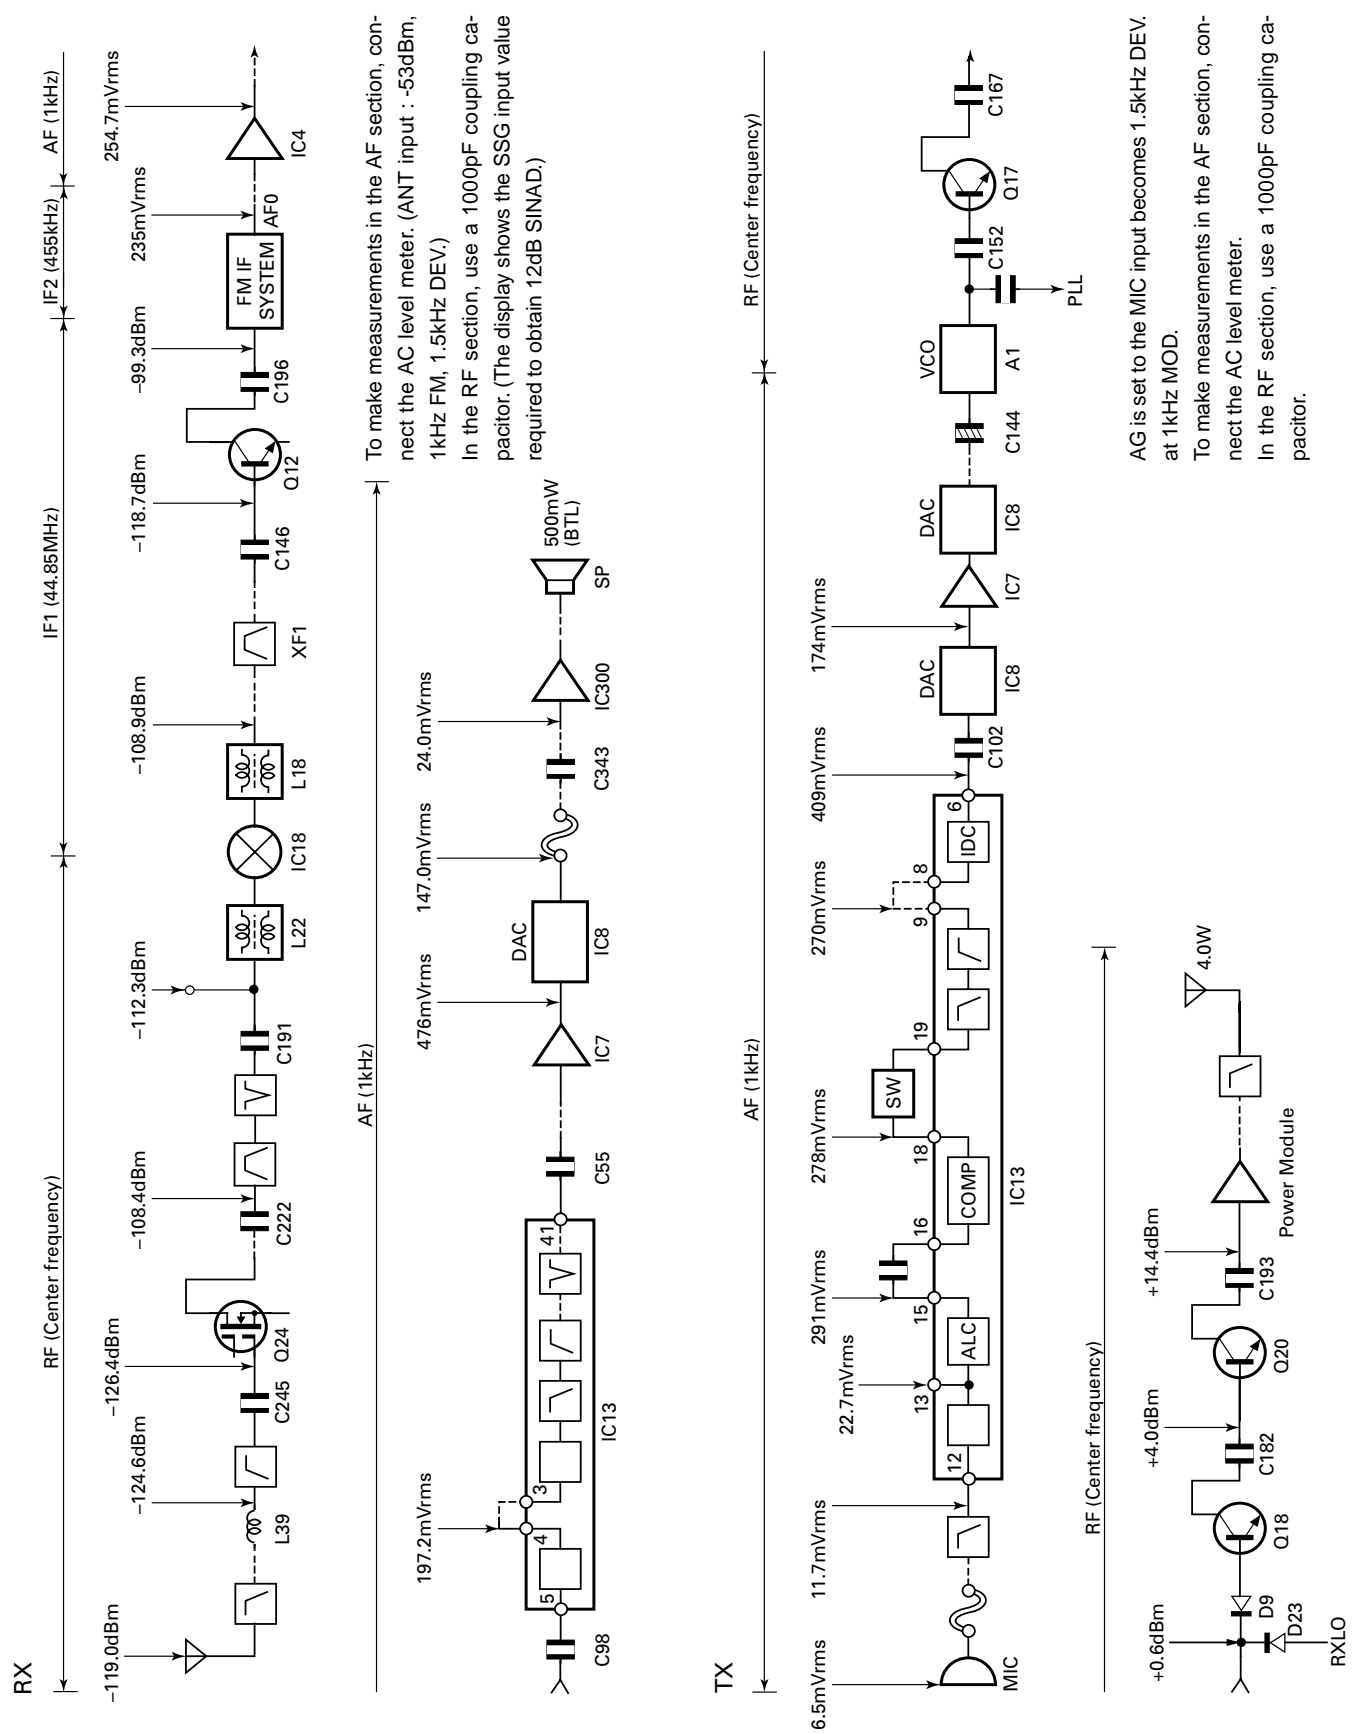 RX
RF (Center frequency)
IF1 (44.85MHz)
IF2 (455kHz)
AF (1kHz)
−119.0dBm
−124.6dBm
−126.4dBm
−108.4dBm
−112.3dBm
−108.9dBm
−118.7dBm
−99.3dBm
235mVrms
254.7mVrms
L39
C245
Q24
C222
C191
L22
IC18
L18
XF1
C146
Q12
C196
FM IF
SYSTEM
AF0
IC4
AF (1kHz)
197.2mVrms
476mVrms
147.0mVrms
24.0mVrms
C98
5
4
3
41
IC13
C55
IC7
DAC
IC8
C343
IC300
SP
500mW
(BTL)
To make measurements in the AF section, con-
nect the AC level meter. (ANT input : -53dBm,
1kHz FM, 1.5kHz DEV.)
In the RF section, use a 1000pF coupling ca-
pacitor. (The display shows the SSG input value
required to obtain 12dB SINAD.)
TX
AF (1kHz)
RF (Center frequency)
6.5mVrms
11.7mVrms
22.7mVrms
291mVrms
278mVrms
270mVrms
409mVrms
174mVrms
MIC
12
13
ALC
15
16
COMP
18
SW
19
9
8
IDC
6
IC13
C102
DAC
IC8
IC7
DAC
IC8
C144
VCO
A1
PLL
C152
Q17
C167
RF (Center frequency)
+0.6dBm
+4.0dBm
+14.4dBm
4.0W
D9
D23
RXLO
Q18
C182
Q20
C193
Power Module
AG is set to the MIC input becomes 1.5kHz DEV.
at 1kHz MOD.
To make measurements in the AF section, con-
nect the AC level meter.
In the RF section, use a 1000pF coupling ca-
pacitor.